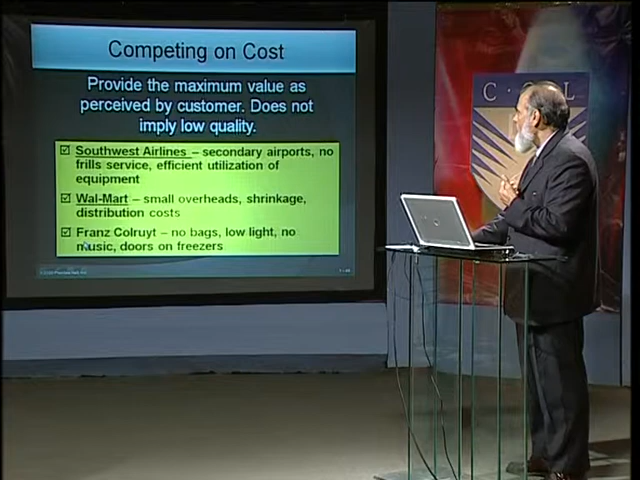 Competing on Cost
Provide the maximum value as
perceived by customer. Does not
imply low quality.
Southwest Airlines – secondary airports, no
frills service, efficient utilization of
equipment
Wal-Mart – small overheads, shrinkage,
distribution costs
Franz Colruyt – no bags, low light, no
music, doors on freezers